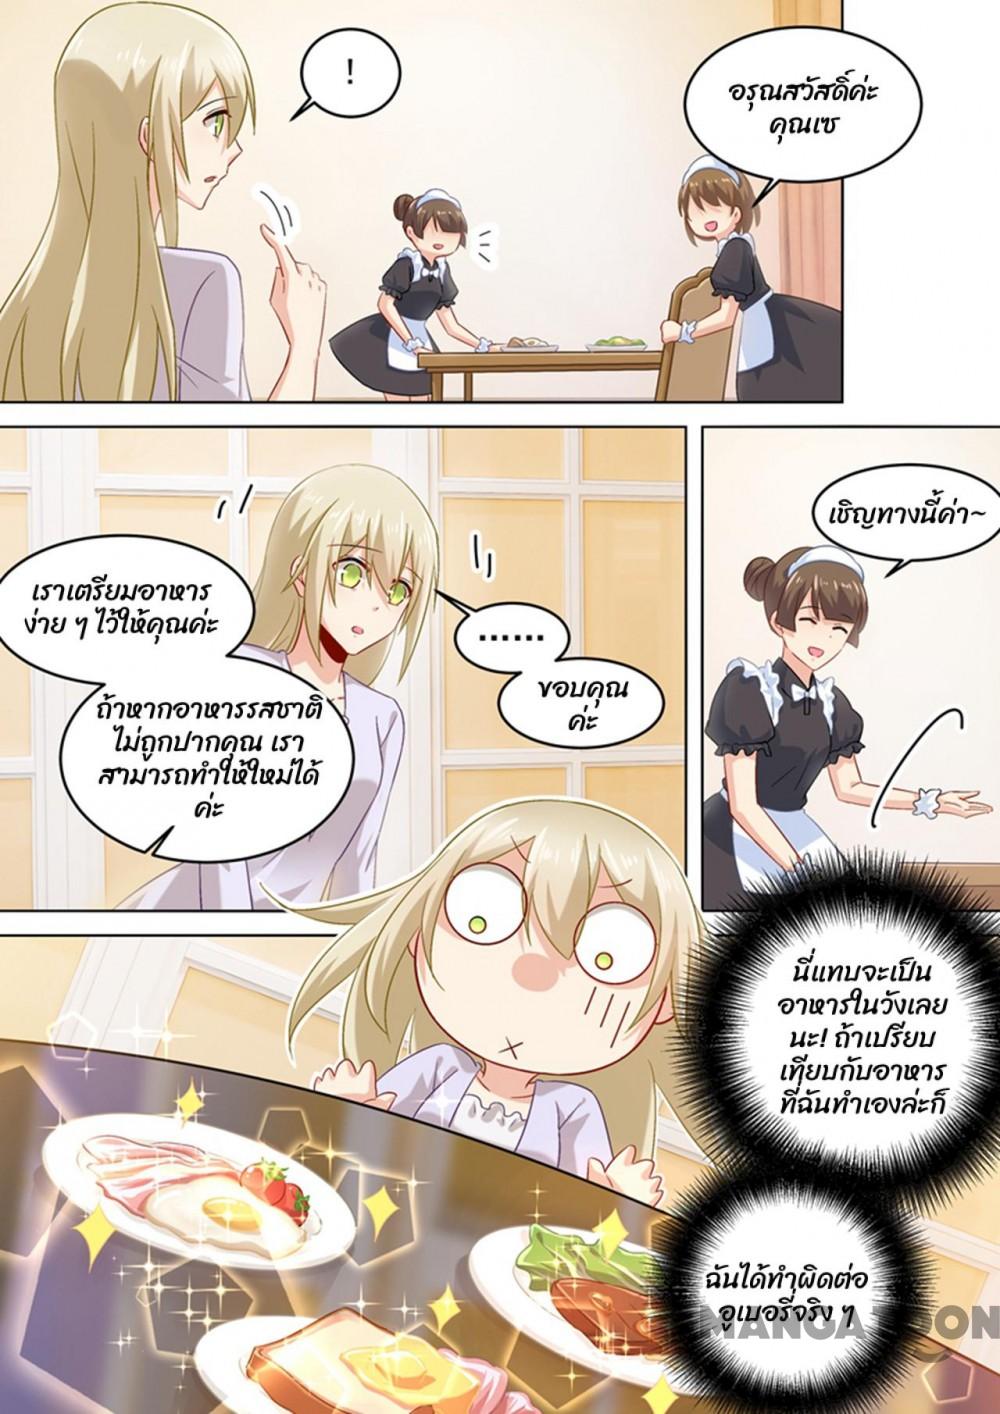 !
อรุณสวัสดิ์ค่ะ
คุณเซ
เราเตรียมอาหาร
ง่าย ๆ ไว้ให้คุณค่ะ
ถ้าหากอาหารรสชาติ
ไม่ถูกปากคุณ เรา
สามารถทำให้ใหม่ได้
ค่ะ
......
ขอบคุณ
ค่ะ
เชิญทางนี้ค่า~
นี่แทบจะเป็น
อาหารในวังเลย
นะ! ถ้าเปรียบ
เทียบกับอาหาร
ที่ฉันทำเองล่ะก็
ฉันได้ทำผิดต่อ
อูเบอรี่จริง ๆ
MANGATOON